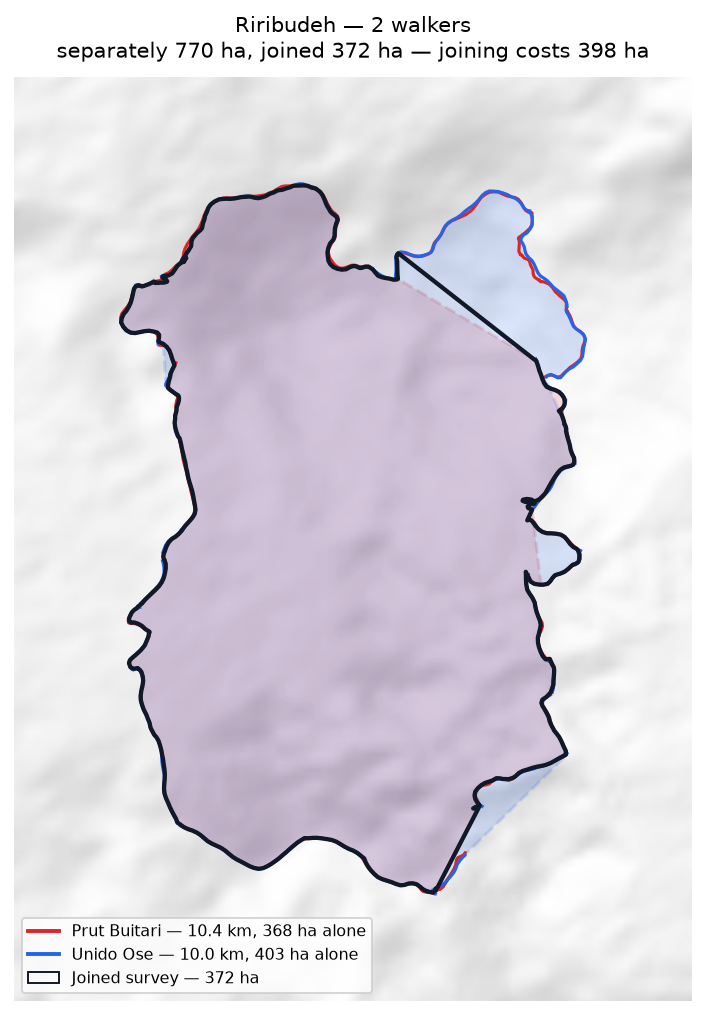 Riribudeh — 2 walkers
separately 770 ha, joined 372 ha — joining costs 398 ha
Prut Buitari — 10.4 km, 368 ha alone
Unido Ose — 10.0 km, 403 ha alone
Joined survey — 372 ha